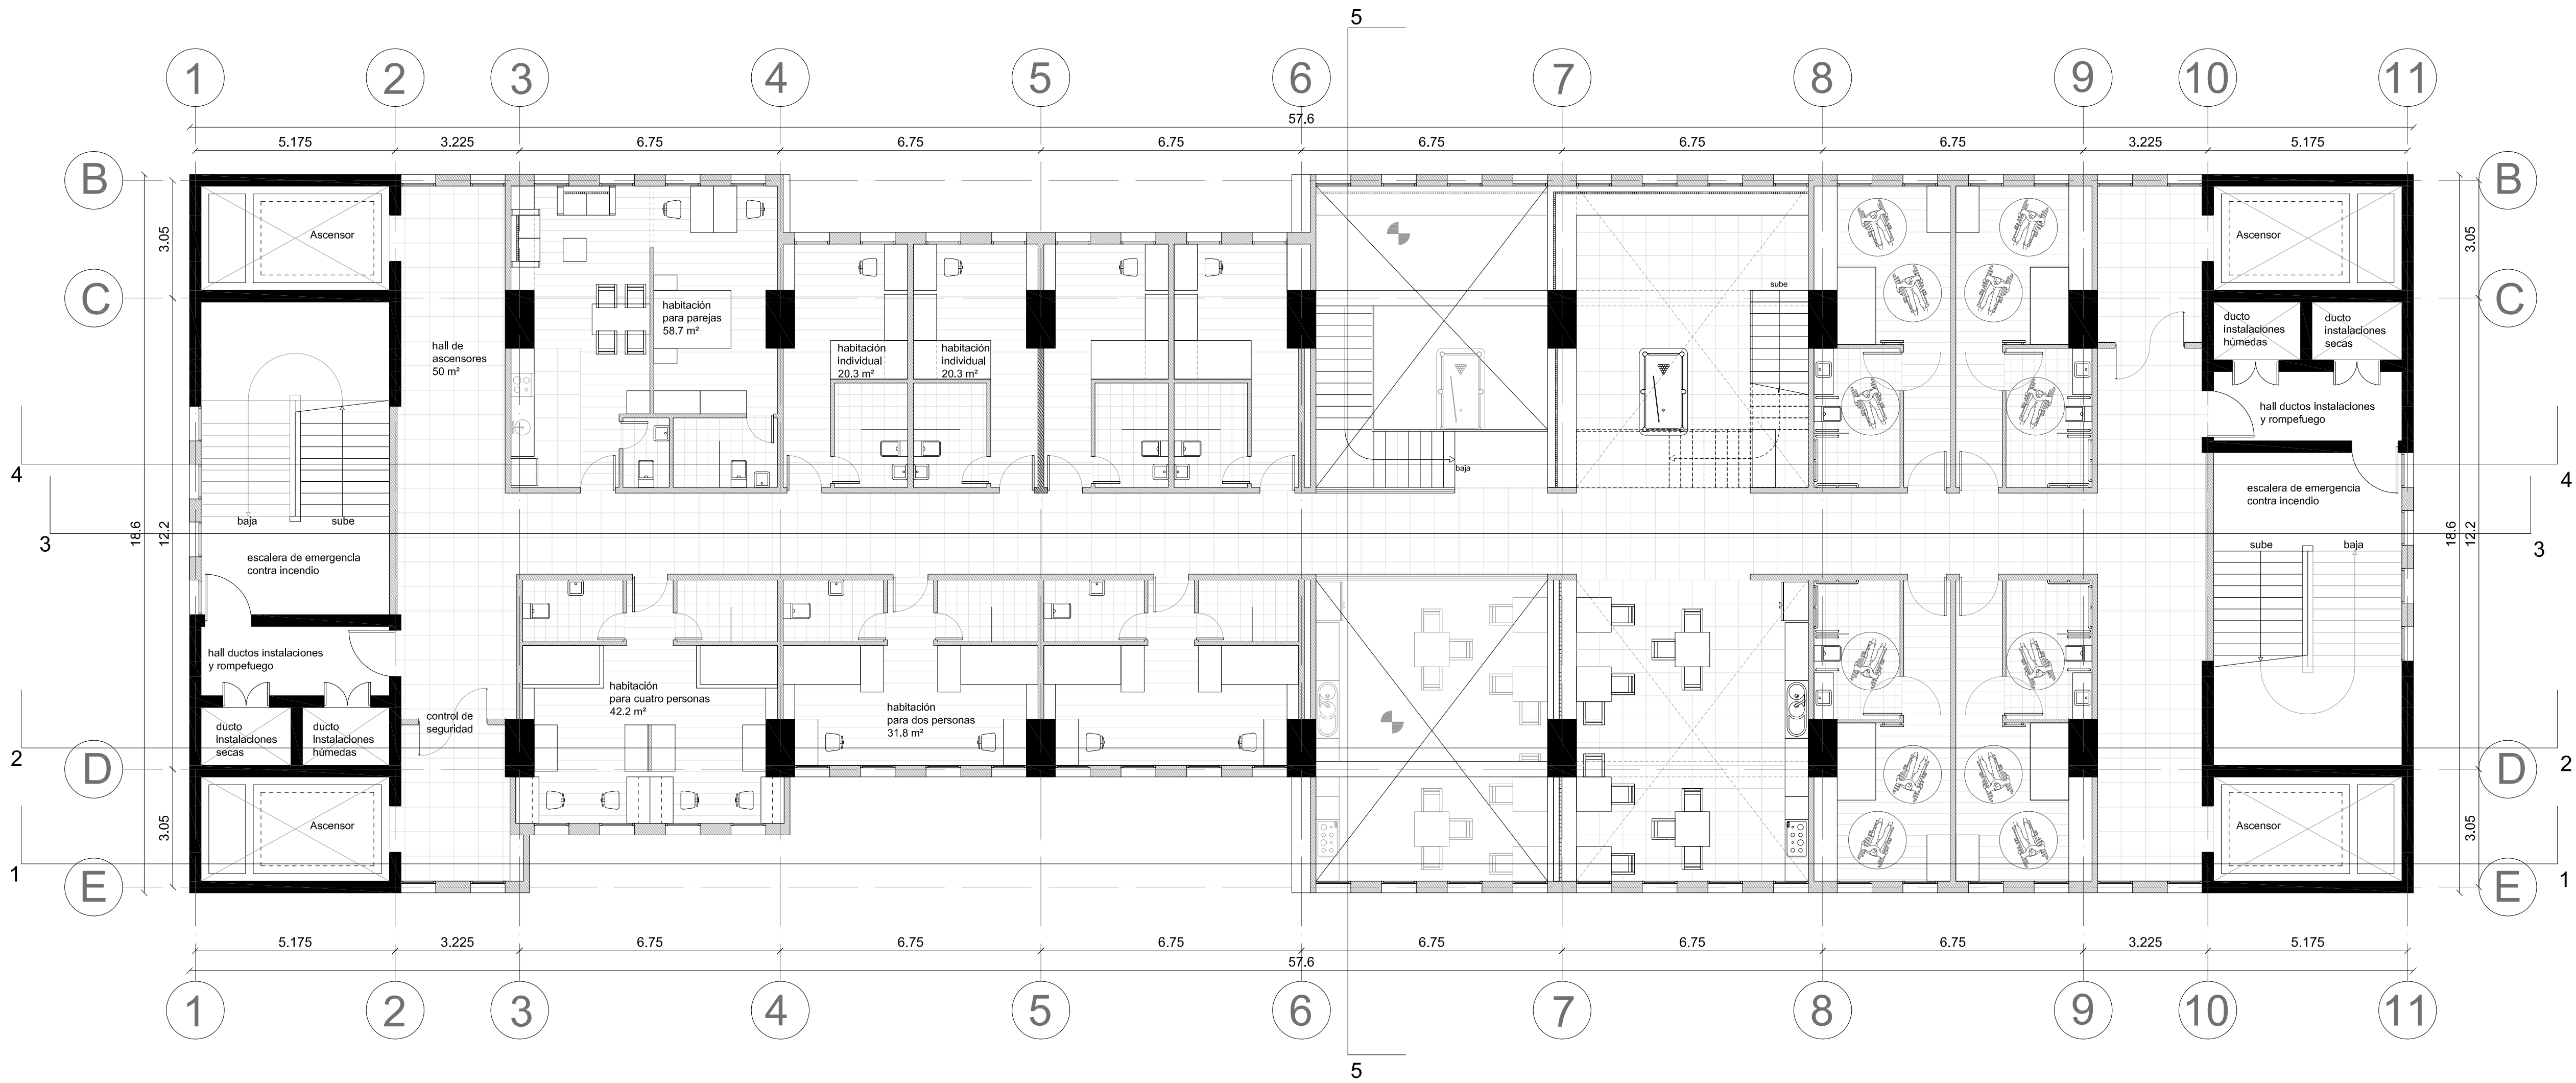 5
1 2 3 4 5 6 7 8 9 10 11
57.6
5.175 3.225 6.75 6.75 6.75 6.75 6.75 6.75 3.225 5.175
B B
3.05 3.05
Ascensor Ascensor
C C
sube
habitación
para parejas
58.7 m²
ducto
instalaciones
húmedas
ducto
instalaciones
secas
hall de
ascensores
50 m²
habitación
individual
20.3 m²
habitación
individual
20.3 m²
hall ductos instalaciones
y rompefuego
baja
4 4
escalera de emergencia
contra incendio
baja sube
18.6 12.2 18.6 12.2
3 3
sube baja
escalera de emergencia
contra incendio
hall ductos instalaciones
y rompefuego
habitación
para cuatro personas
42.2 m²
habitación
para dos personas
31.8 m²
control de
seguridad
ducto
instalaciones
secas
ducto
instalaciones
húmedas
2 2
D D
3.05 3.05
Ascensor Ascensor
1 1
E E
5.175 3.225 6.75 6.75 6.75 6.75 6.75 6.75 3.225 5.175
57.6
1 2 3 4 5 6 7 8 9 10 11
5